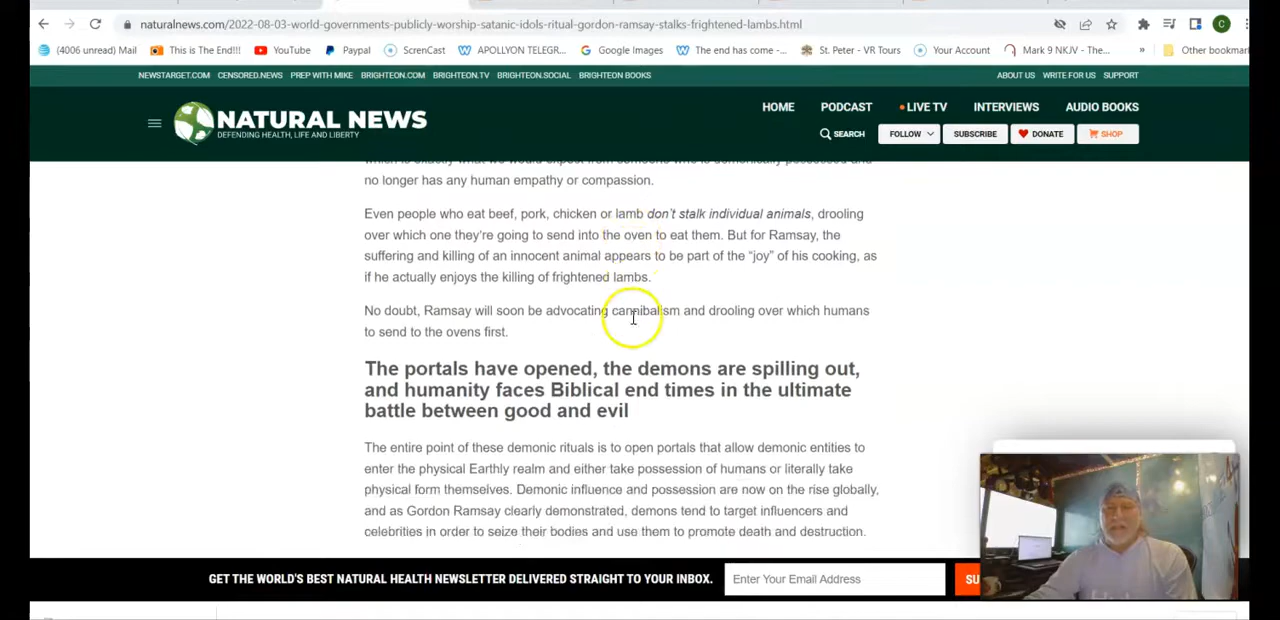 naturalnews.com/2022-08-03-world-governments-publicly-worship-satanic-idols-ritual-gordon-ramsay-stalks-frightened-lambs.html
C
(4006 unread) Mail This is The End!! YouTube Paypal ScrenCast APOLLYON TELEGR... Google Images The end has come -... St. Peter - VR Tours Your Account Mark 9 NKJV - The... » Other bookmar
NEWSTARGET.COM CENSORED.NEWS PREP WITH MIKE BRIGHTEON.COM BRIGHTEON.TV BRIGHTEON.SOCIAL BRIGHTEON BOOKS ABOUT US WRITE FOR US SUPPORT
NATURAL NEWS
DEFENDING HEALTH, LIFE AND LIBERTY
HOME PODCAST LIVE TV INTERVIEWS AUDIO BOOKS
SEARCH FOLLOW SUBSCRIBE DONATE SHOP
which is exactly what we would expect from someone who is demonically possessed and
no longer has any human empathy or compassion.
Even people who eat beef, pork, chicken or lamb don't stalk individual animals, drooling
over which one they're going to send into the oven to eat them. But for Ramsay, the
suffering and killing of an innocent animal appears to be part of the “joy” of his cooking, as
if he actually enjoys the killing of frightened lambs.
No doubt, Ramsay will soon be advocating cannibalism and drooling over which humans
to send to the ovens first.
The portals have opened, the demons are spilling out,
and humanity faces Biblical end times in the ultimate
battle between good and evil
The entire point of these demonic rituals is to open portals that allow demonic entities to
enter the physical Earthly realm and either take possession of humans or literally take
physical form themselves. Demonic influence and possession are now on the rise globally,
and as Gordon Ramsay clearly demonstrated, demons tend to target influencers and
celebrities in order to seize their bodies and use them to promote death and destruction.
GET THE WORLD'S BEST NATURAL HEALTH NEWSLETTER DELIVERED STRAIGHT TO YOUR INBOX. Enter Your Email Address SU